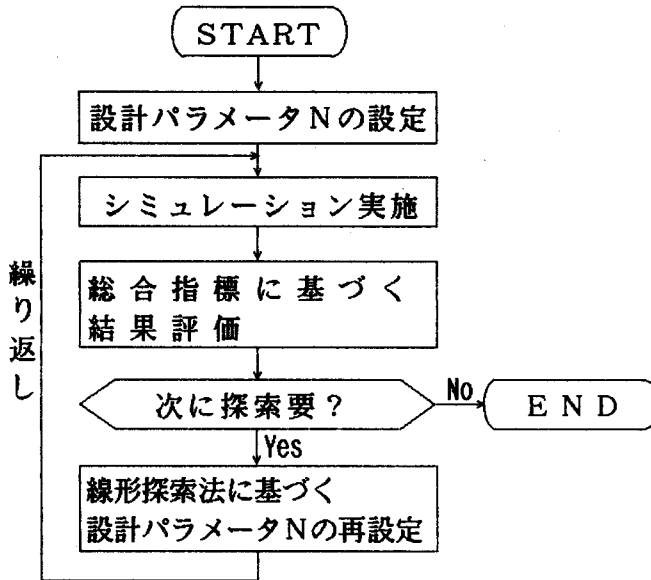 START
設計パラメータNの設定
シミュレーション実施
総合指標に基づく
結果評価
繰り返し
次に探索要?
No
END
Yes
線形探索法に基づく
設計パラメータNの再設定